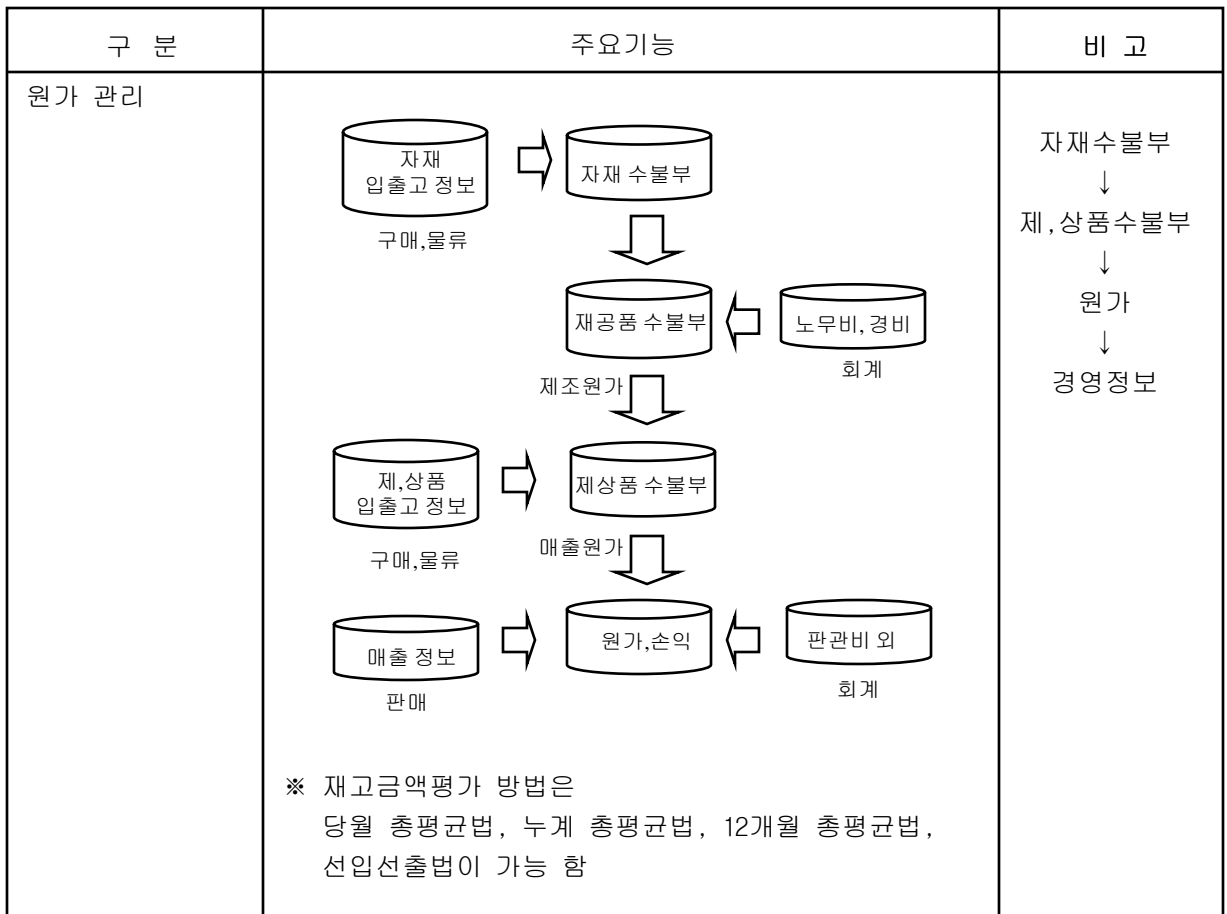 구 분
주요기능
비 고
원가 관리
자재
입출고 정보
구매,물류
자재 수불부
재공품 수불부
노무비,경비
회계
제조원가
제,상품
입출고 정보
구매,물류
제상품 수불부
매출원가
매출 정보
판매
원가,손익
판관비 외
회계
※ 재고금액평가 방법은
당월 총평균법, 누계 총평균법, 12개월 총평균법,
선입선출법이 가능 함
자재수불부
↓
제,상품수불부
↓
원가
↓
경영정보